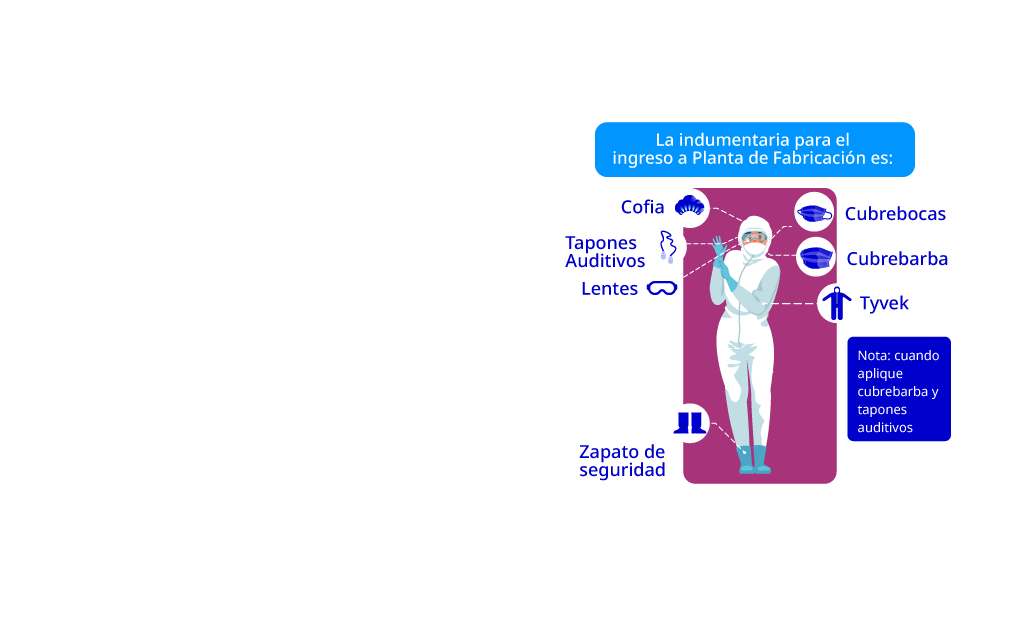 La indumentaria para el
ingreso a Planta de Fabricación es:
Cofia
Tapones
Auditivos
Lentes
Zapato de
seguridad
Cubrebocas
Cubrebarba
Tyvek
Nota: cuando
aplique
cubrebarba y
tapones
auditivos